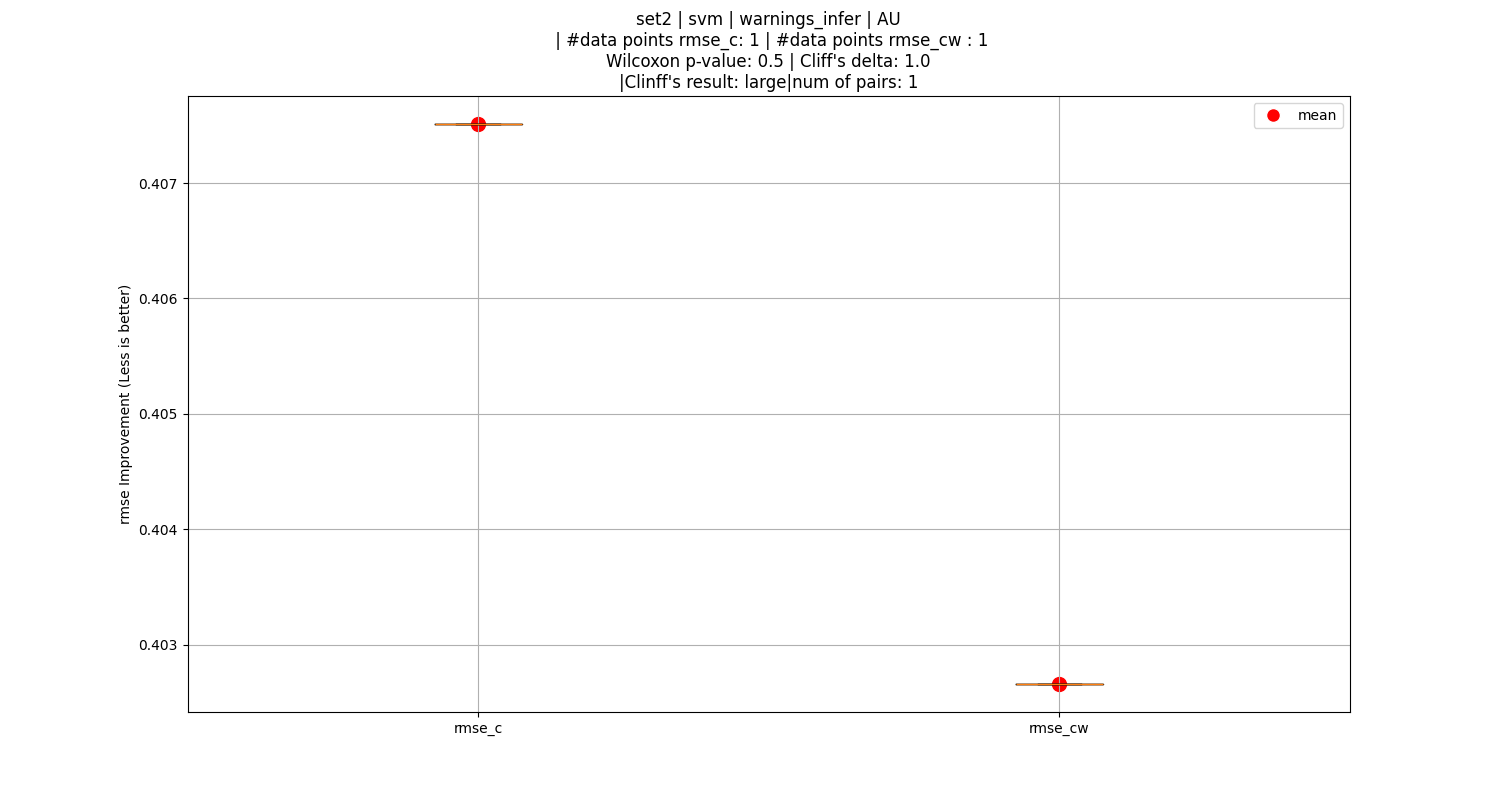 set2 | svm | warnings_infer | AU
| #data points rmse_c: 1 | #data points rmse_cw : 1
Wilcoxon p-value: 0.5 | Cliff's delta: 1.0
|Clinff's result: large|num of pairs: 1
mean
rmse Improvement (Less is better)
0.407
0.406
0.405
0.404
0.403
rmse_c
rmse_cw